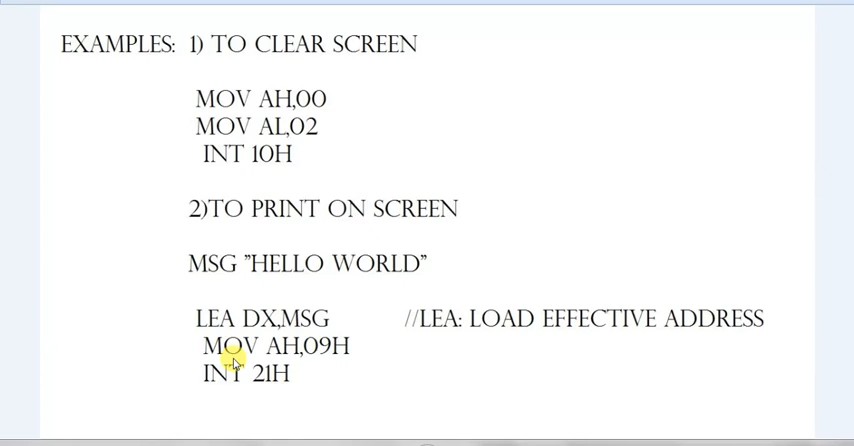 EXAMPLES: 1) TO CLEAR SCREEN
MOV AH,00
MOV AL,02
INT 10H
2)TO PRINT ON SCREEN
MSG "HELLO WORLD"
LEA DX,MSG //LEA: LOAD EFFECTIVE ADDRESS
MOV AH,09H
INT 21H